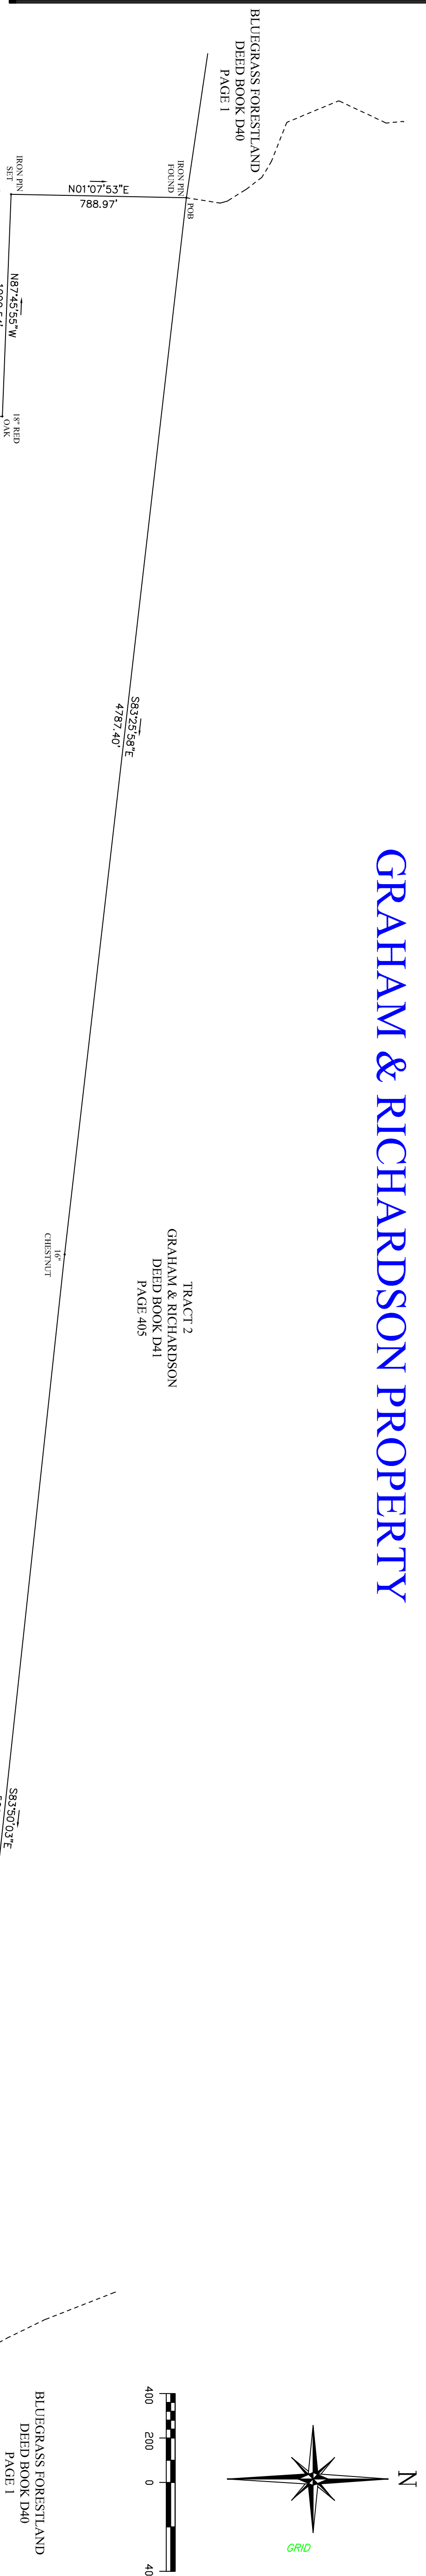 GRAHAM & RICHARDSON PROPERTY
BLUEGRASS FORESTLAND
DEED BOOK D40
PAGE 1
IRON PIN
FOUND
POB
N01°07'53"E
788.97'
IRON PIN
SET
N87°45'55"W
18" RED
OAK
S83°25'58"E
4787.40'
16"
CHESTNUT
TRACT 2
GRAHAM & RICHARDSON
DEED BOOK D41
PAGE 405
S83°50'03"E
N
GRID
400 200 0
BLUEGRASS FORESTLAND
DEED BOOK D40
PAGE 1